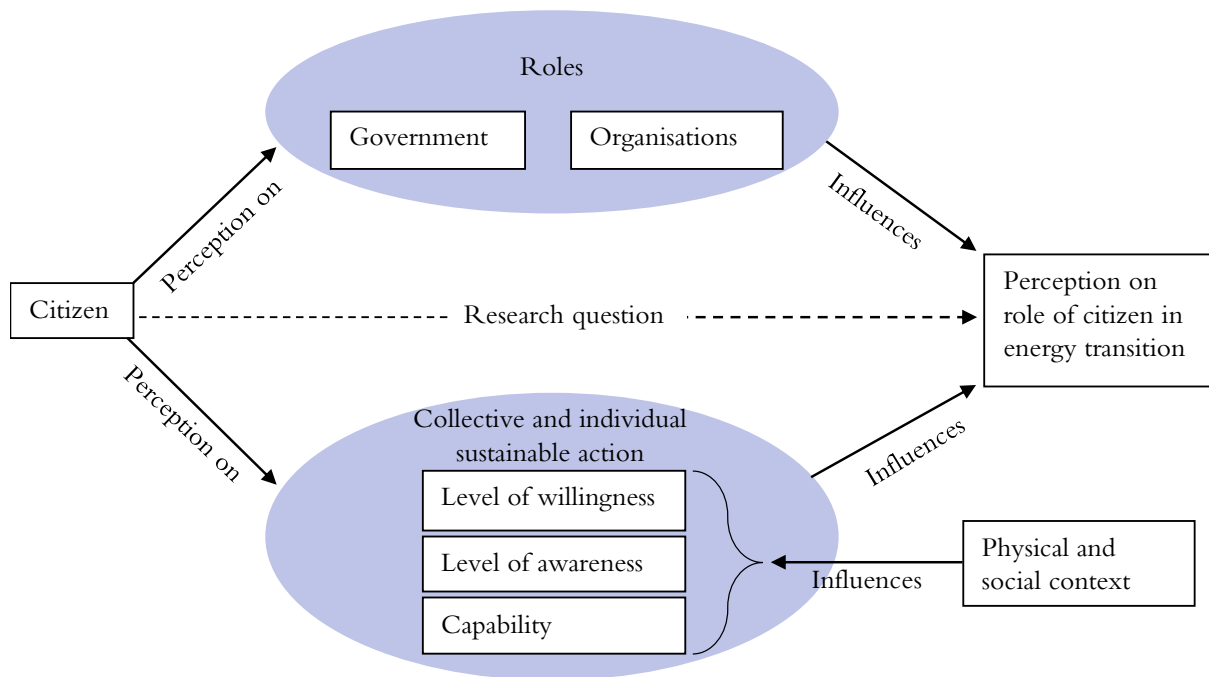 Roles
Government
Organisations
Perception on
Influences
Citizen
Research question
Perception on
role of citizen in
energy transition
Perception on
Collective and individual
sustainable action
Level of willingness
Level of awareness
Capability
Influences
Influences
Physical and
social context